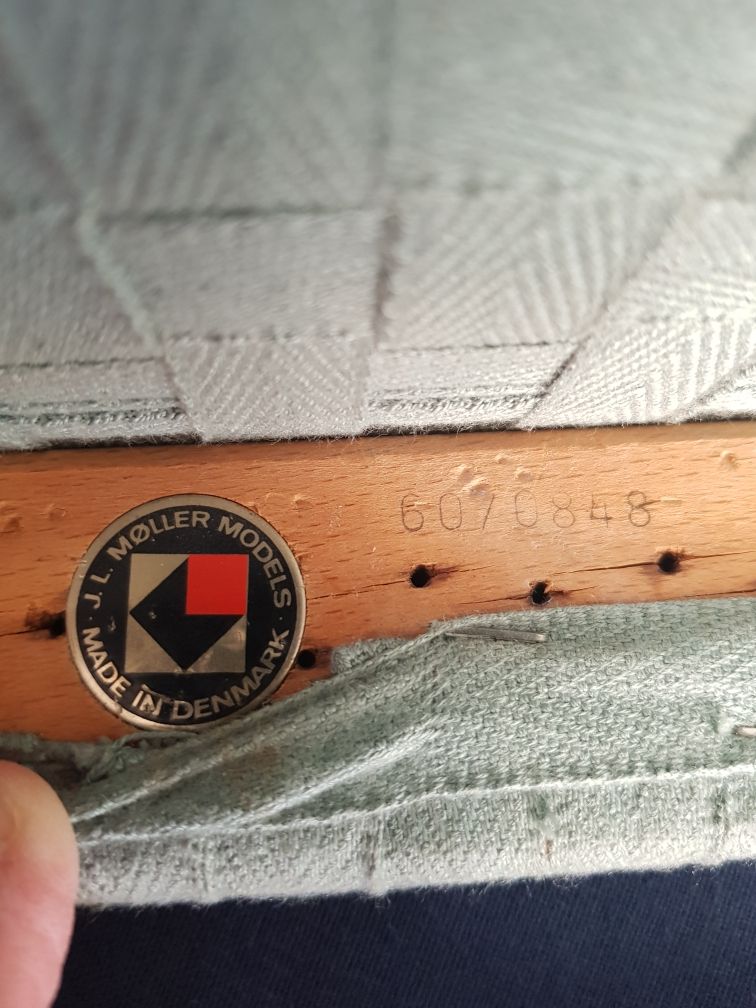 J.L. MØLLER MODELS
· MADE IN DENMARK ·
6070848